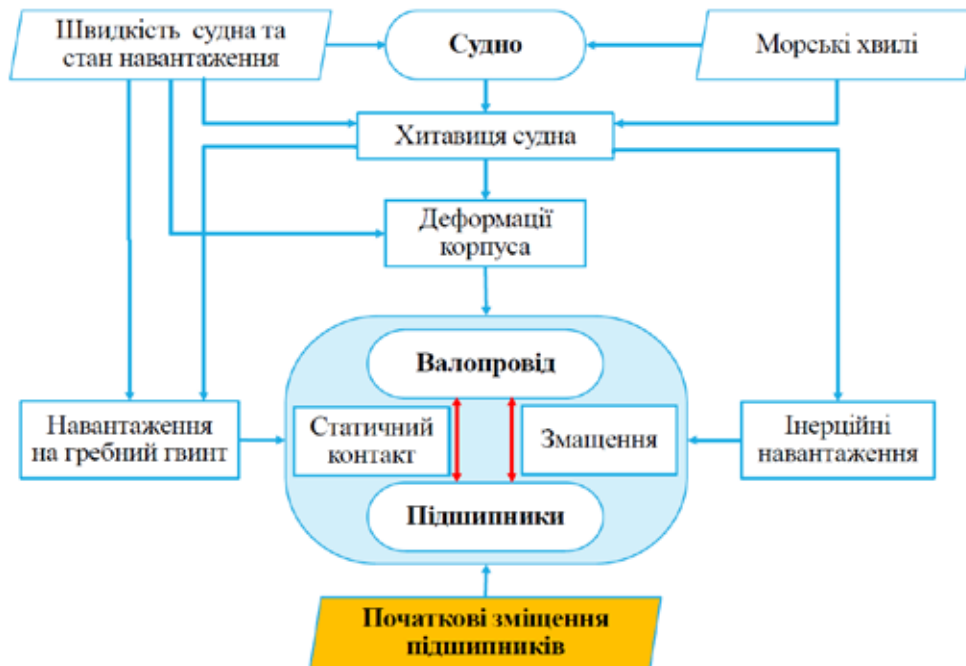 Швидкість судна та
стан навантаження
Судно
Морські хвилі
Хитавиця судна
Деформації
корпуса
Валопровід
Навантаження
на гребний гвинт
Статичний
контакт
Змащення
Інерційні
навантаження
Підшипники
Початкові зміщення
підшипників